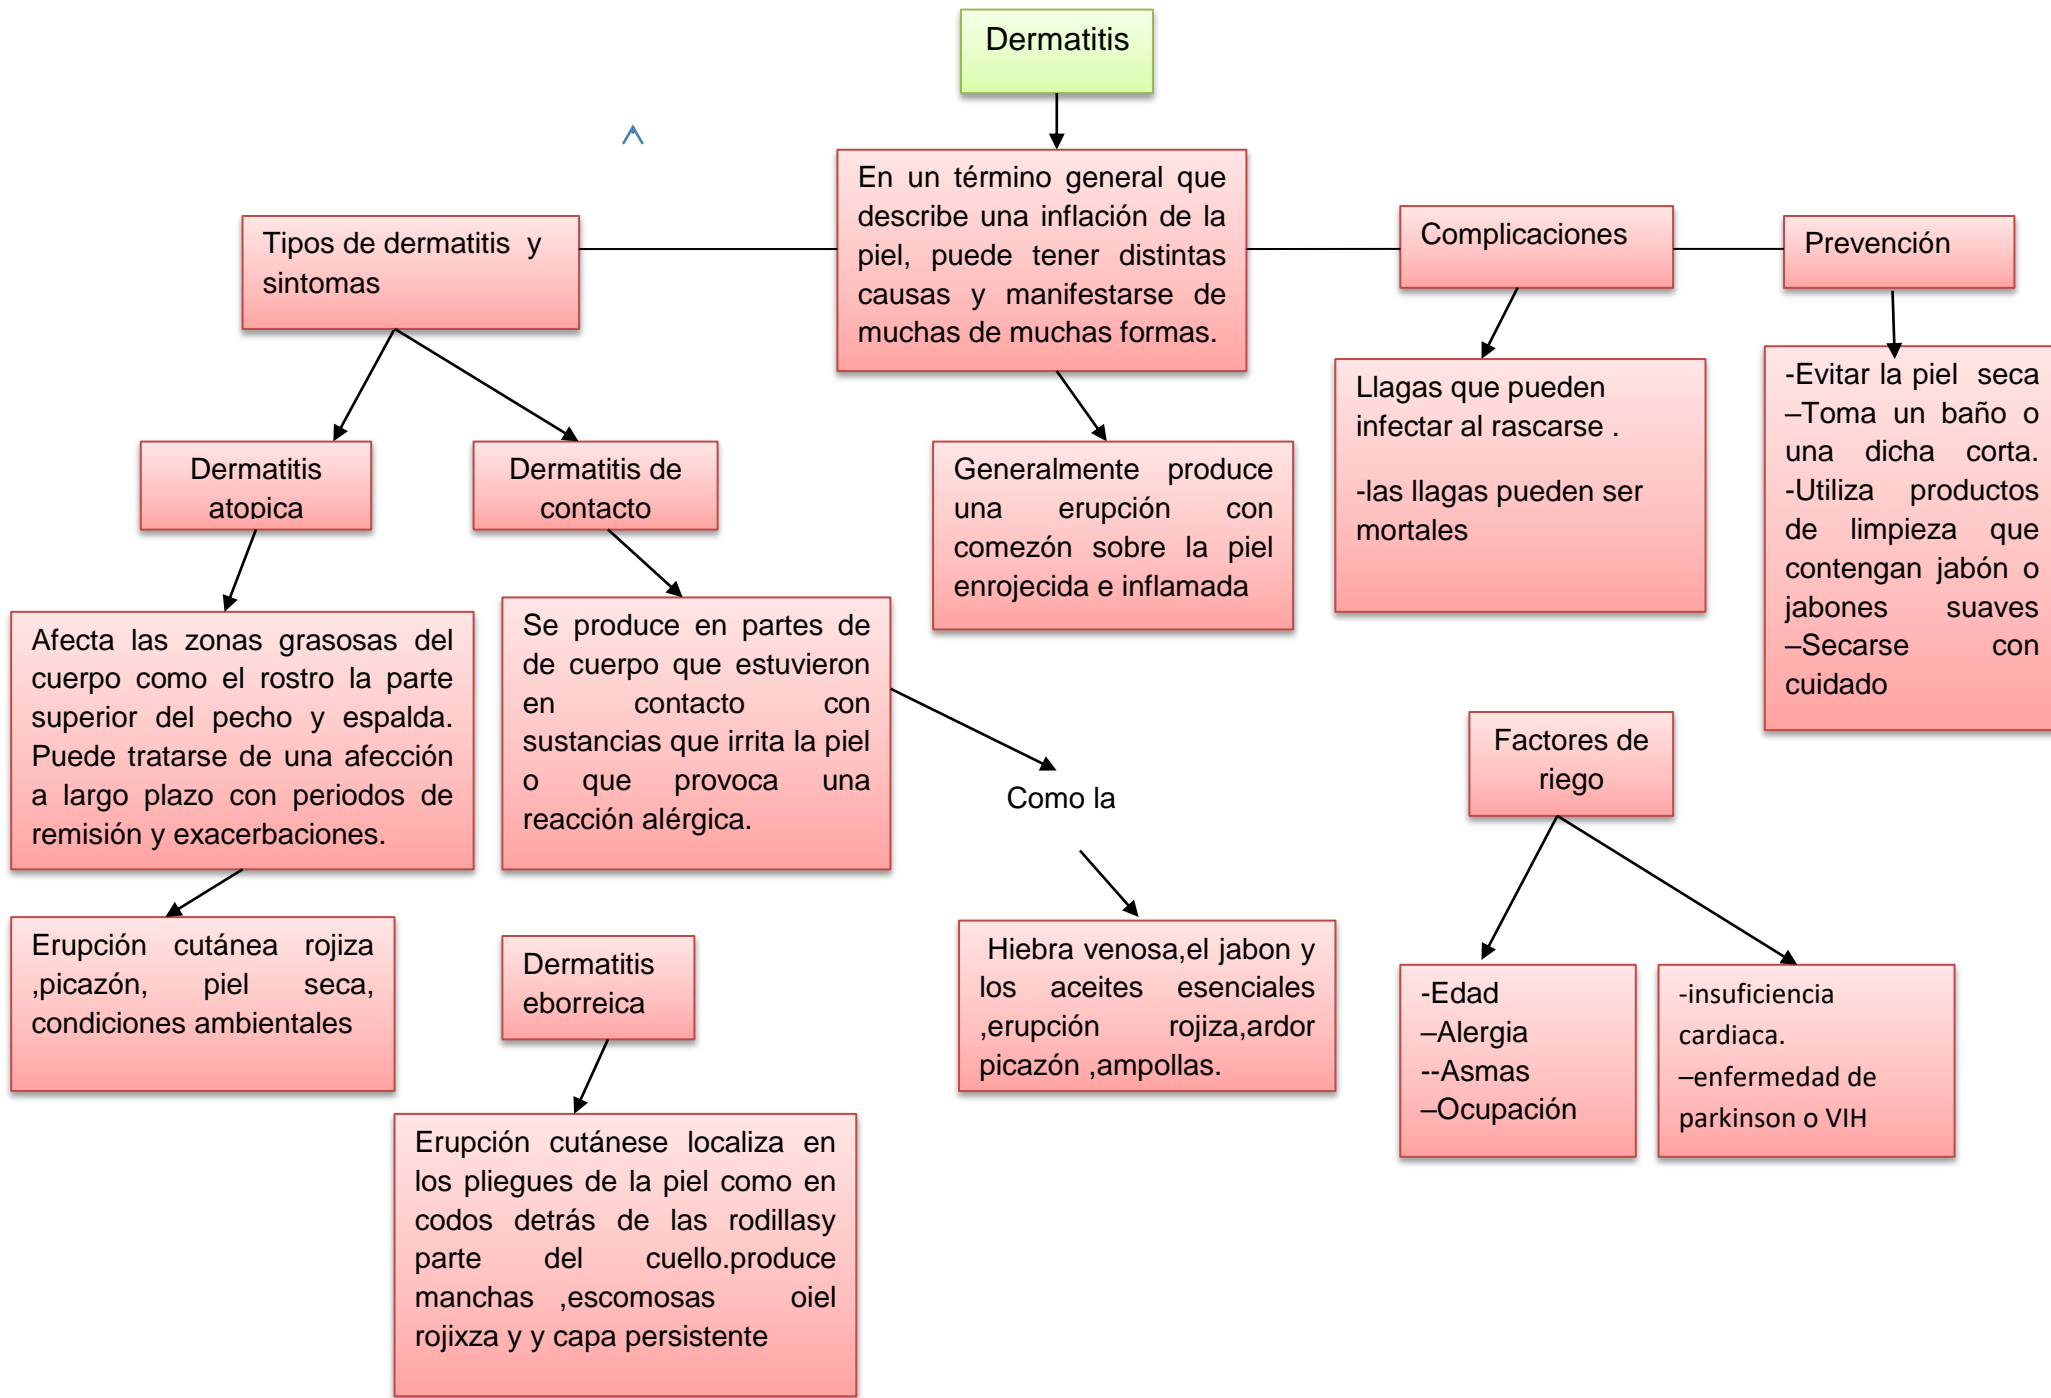 Dermatitis
En un término general que
describe una inflación de la
piel, puede tener distintas
causas y manifestarse de
muchas de muchas formas.
Tipos de dermatitis y
sintomas
Complicaciones
Prevención
Dermatitis
atopica
Dermatitis de
contacto
Generalmente produce
una erupción con
comezón sobre la piel
enrojecida e inflamada
Llagas que pueden
infectar al rascarse .
-las llagas pueden ser
mortales
-Evitar la piel seca
–Toma un baño o
una dicha corta.
-Utiliza productos
de limpieza que
contengan jabón o
jabones suaves
–Secarse con
cuidado
Afecta las zonas grasosas del
cuerpo como el rostro la parte
superior del pecho y espalda.
Puede tratarse de una afección
a largo plazo con periodos de
remisión y exacerbaciones.
Se produce en partes de
de cuerpo que estuvieron
en contacto con
sustancias que irrita la piel
o que provoca una
reacción alérgica.
Como la
Factores de
riego
Erupción cutánea rojiza
,picazón, piel seca,
condiciones ambientales
Dermatitis
eborreica
Hiebra venosa,el jabon y
los aceites esenciales
,erupción rojiza,ardor
picazón ,ampollas.
-Edad
–Alergia
--Asmas
–Ocupación
-insuficiencia
cardiaca.
–enfermedad de
parkinson o VIH
Erupción cutánese localiza en
los pliegues de la piel como en
codos detrás de las rodillasy
parte del cuello.produce
manchas ,escomosas oiel
rojixza y y capa persistente